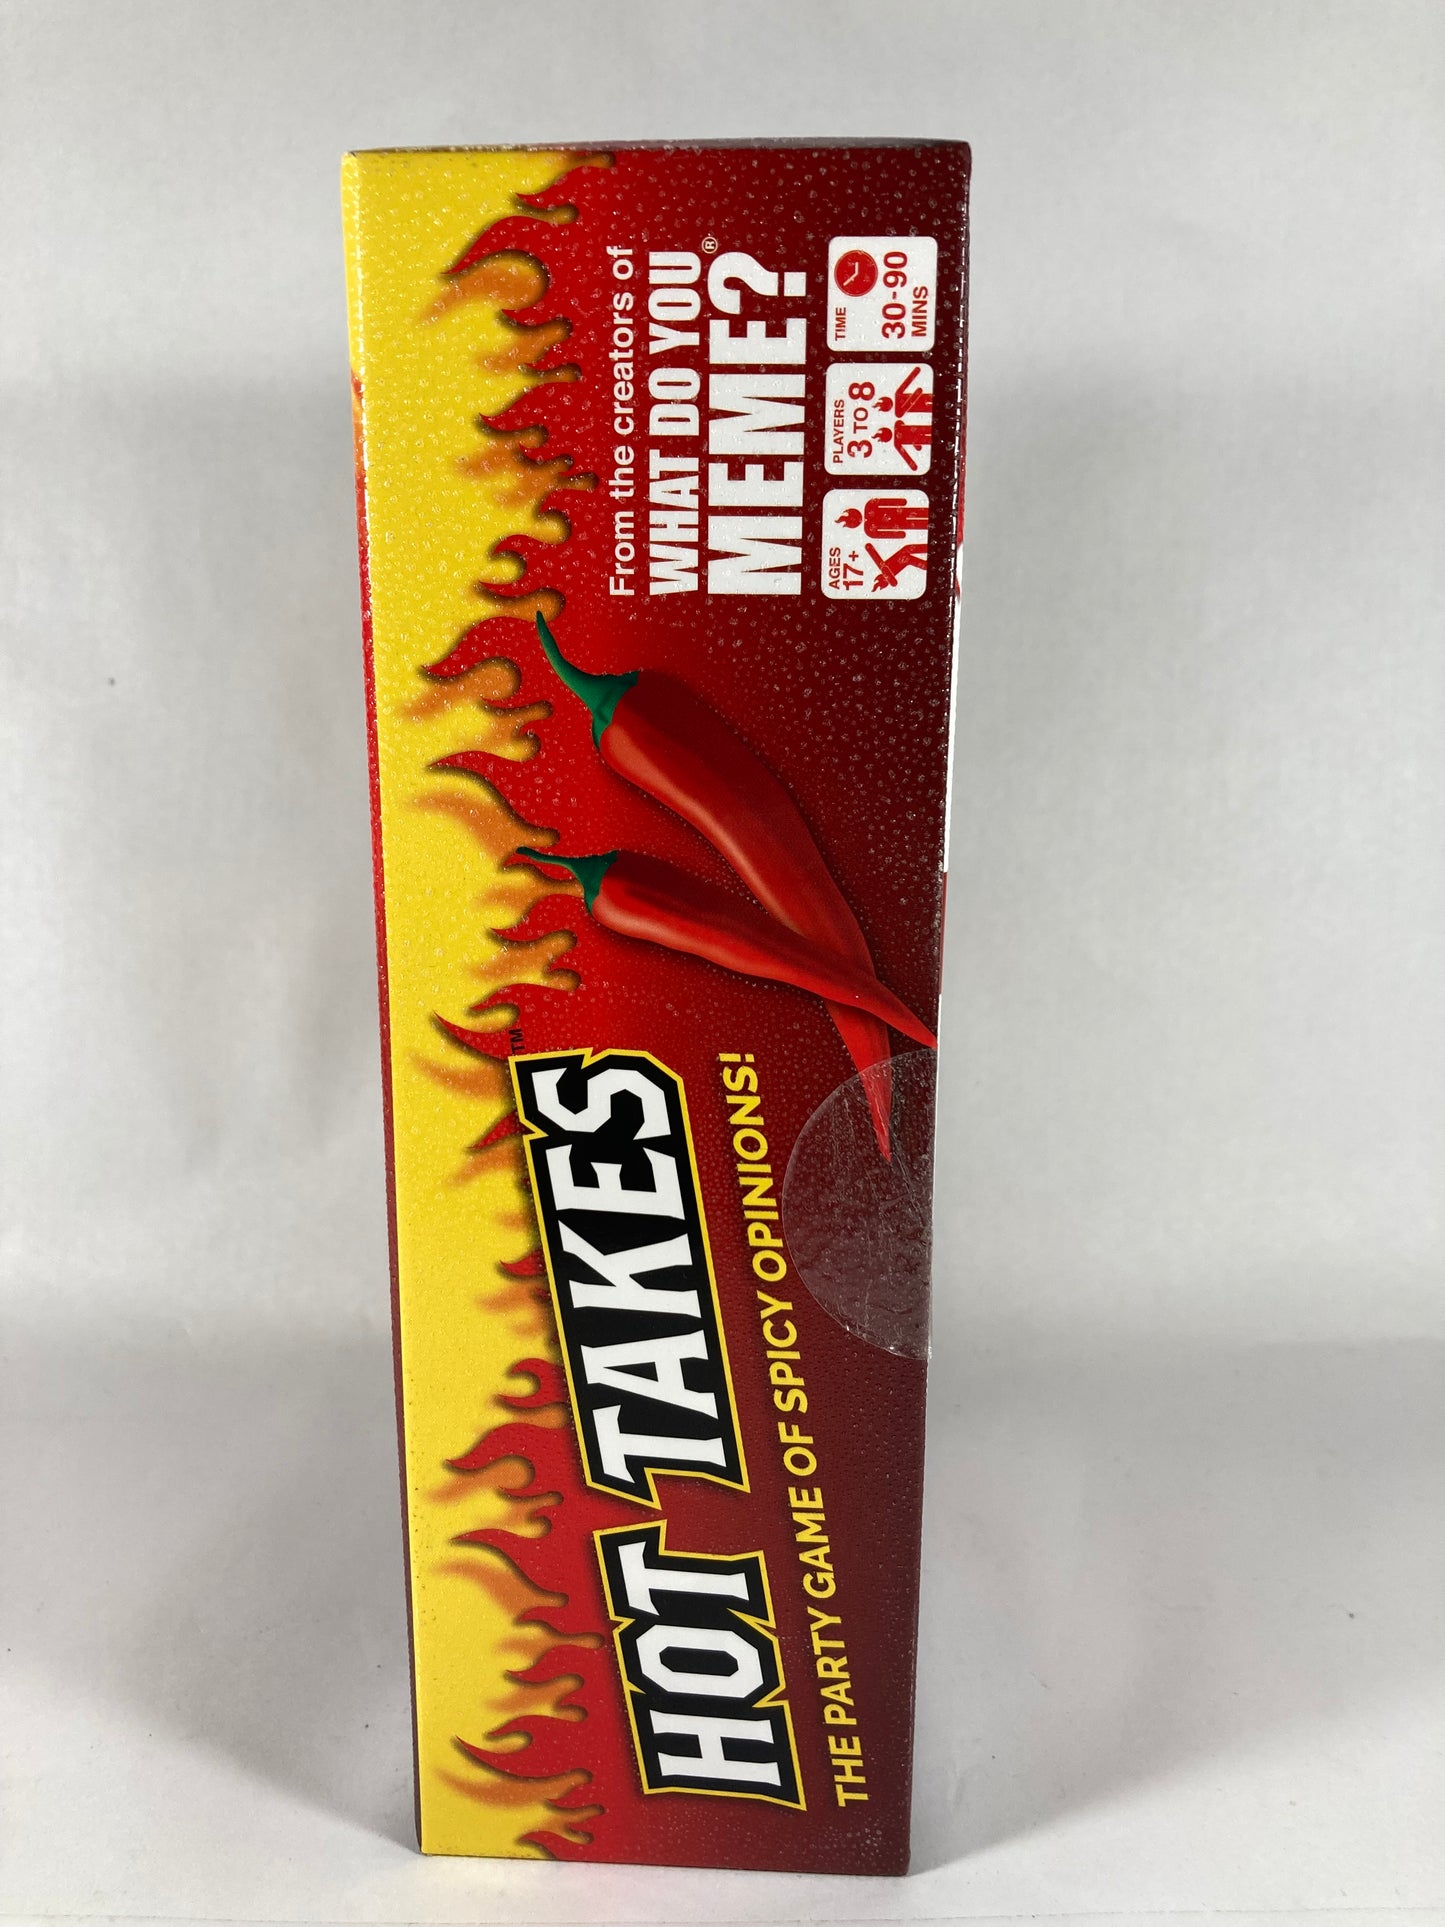 HOT TAKES™
THE PARTY GAME OF SPICY OPINIONS!
From the creators of
WHAT DO YOU
MEME?®
AGES
17+
PLAYERS
3 TO 8
TIME
30-90
MINS